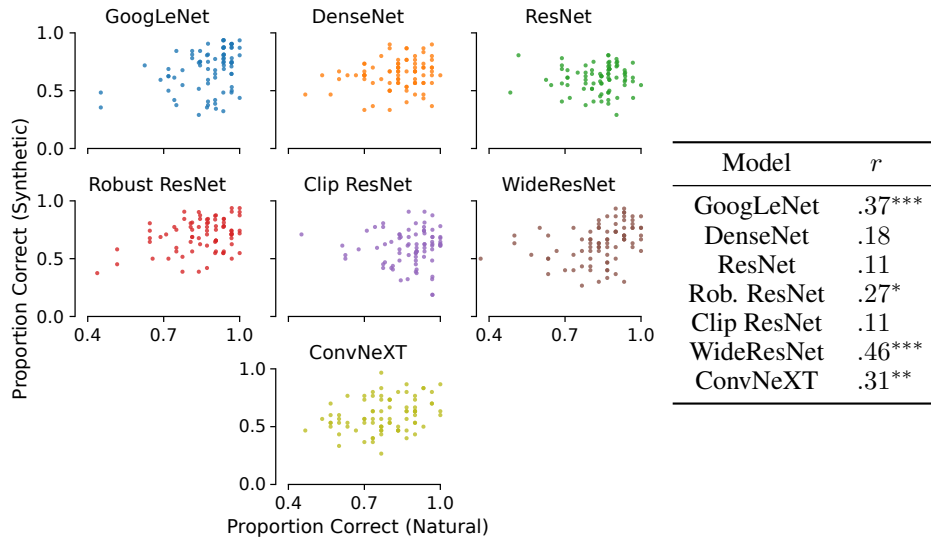 GoogLeNet DenseNet ResNet
1.0
0.5
0.0
Robust ResNet Clip ResNet WideResNet
1.0
0.5
0.0
0.4 0.7 1.0 0.4 0.7 1.0
ConvNeXT
1.0
0.5
0.0
0.4 0.7 1.0
Proportion Correct (Natural)
Proportion Correct (Synthetic)
Model r
GoogLeNet .37***
DenseNet .18
ResNet .11
Rob. ResNet .27*
Clip ResNet .11
WideResNet .46***
ConvNeXT .31**